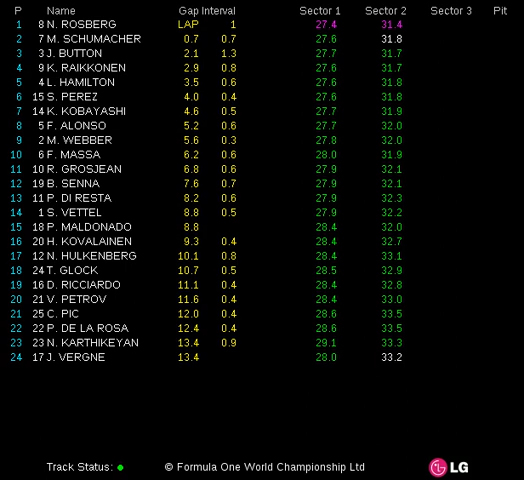 P Name Gap Interval Sector 1 Sector 2 Sector 3 Pit
1 8 N. ROSBERG LAP 1 27.4 31.4
2 7 M. SCHUMACHER 0.7 0.7 27.6 31.8
3 3 J. BUTTON 2.1 1.3 27.7 31.7
4 9 K. RAIKKONEN 2.9 0.8 27.7 31.7
5 4 L. HAMILTON 3.5 0.6 27.6 31.8
6 15 S. PEREZ 4.0 0.4 27.6 31.8
7 14 K. KOBAYASHI 4.6 0.5 27.7 31.9
8 5 F. ALONSO 5.2 0.6 27.7 32.0
9 2 M. WEBBER 5.6 0.3 27.8 32.0
10 6 F. MASSA 6.2 0.6 28.0 31.9
11 10 R. GROSJEAN 6.8 0.6 27.9 32.1
12 19 B. SENNA 7.6 0.7 27.9 32.1
13 11 P. DI RESTA 8.2 0.6 27.9 32.3
14 1 S. VETTEL 8.8 0.5 27.9 32.2
15 18 P. MALDONADO 8.8 28.4 32.0
16 20 H. KOVALAINEN 9.3 0.4 28.4 32.7
17 12 N. HULKENBERG 10.1 0.8 28.4 33.1
18 24 T. GLOCK 10.7 0.5 28.5 32.9
19 16 D. RICCIARDO 11.1 0.4 28.4 32.8
20 21 V. PETROV 11.6 0.4 28.4 33.0
21 25 C. PIC 12.0 0.4 28.6 33.5
22 22 P. DE LA ROSA 12.4 0.4 28.6 33.5
23 23 N. KARTHIKEYAN 13.4 0.9 29.1 33.3
24 17 J. VERGNE 13.4 28.0 33.2
Track Status: © Formula One World Championship Ltd LG